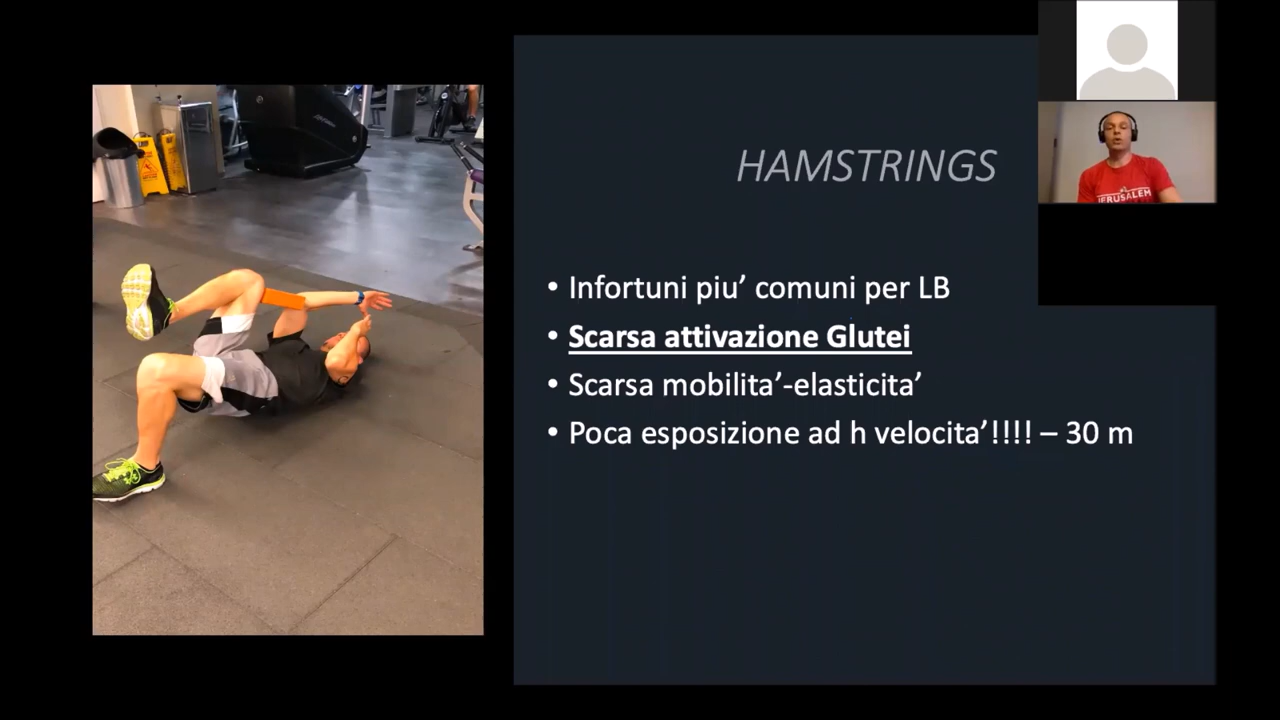 HAMSTRINGS
• Infortuni piu’ comuni per LB
• Scarsa attivazione Glutei
• Scarsa mobilita’-elasticita’
• Poca esposizione ad h velocita’!!!! – 30 m
JERUSALEM